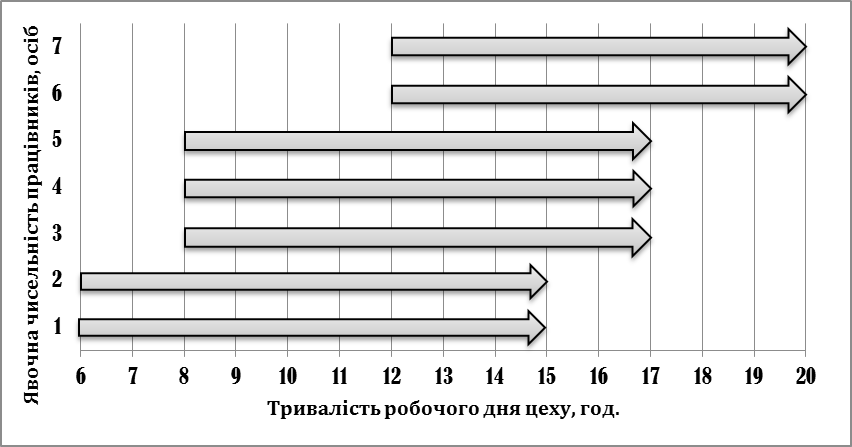 Явочна чисельність працівників, осіб
7
6
5
4
3
2
1
6 7 8 9 10 11 12 13 14 15 16 17 18 19 20
Тривалість робочого дня цеху, год.